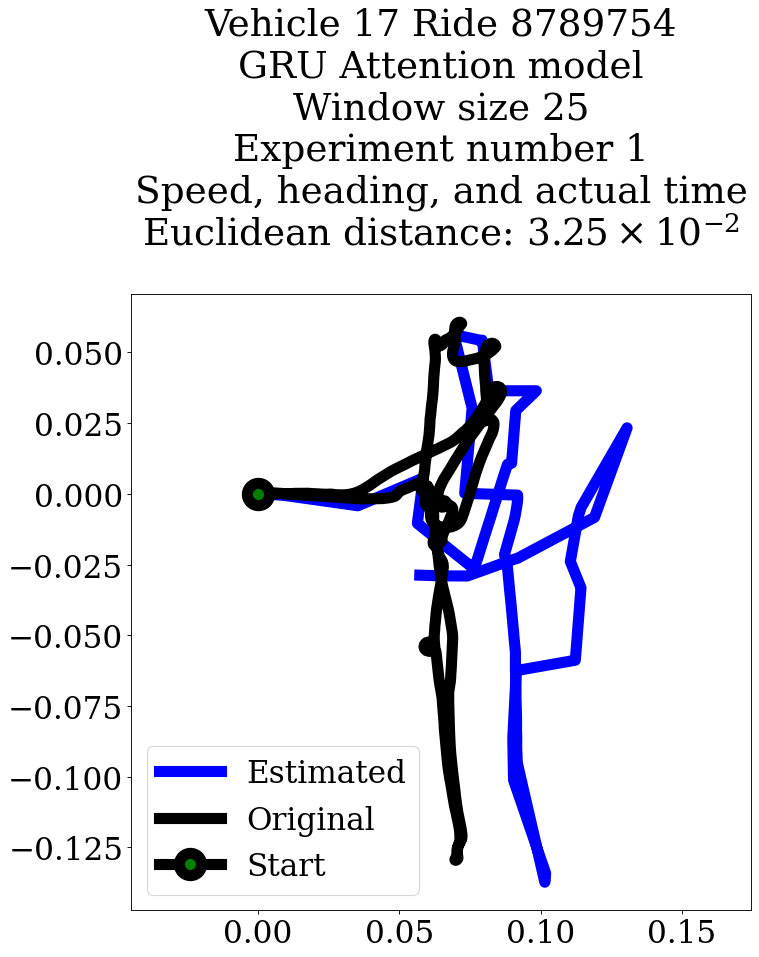 Vehicle 17 Ride 8789754
GRU Attention model
Window size 25
Experiment number 1
Speed, heading, and actual time
Euclidean distance: 3.25 × 10⁻²
0.050
0.025
0.000
−0.025
−0.050
−0.075
−0.100
−0.125
Estimated
Original
Start
0.00 0.05 0.10 0.15